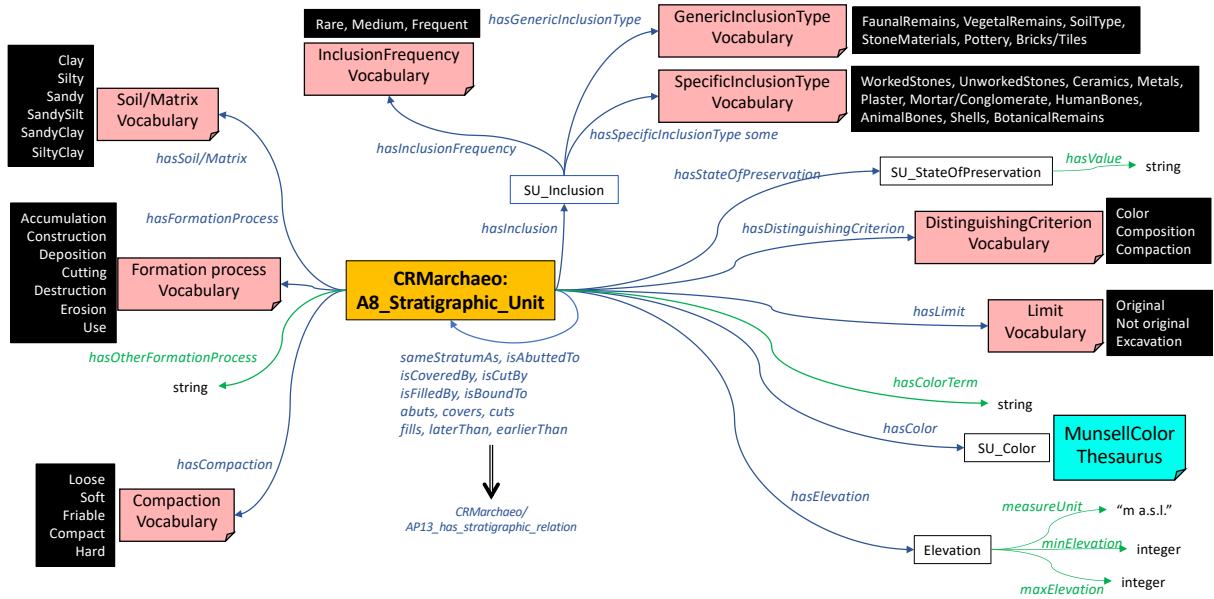 Rare, Medium, Frequent
InclusionFrequency
Vocabulary
hasGenericInclusionType
GenericInclusionType
Vocabulary
FaunalRemains, VegetalRemains, SoilType,
StoneMaterials, Pottery, Bricks/Tiles
SpecificInclusionType
Vocabulary
WorkedStones, UnworkedStones, Ceramics, Metals,
Plaster, Mortar/Conglomerate, HumanBones,
AnimalBones, Shells, BotanicalRemains
Clay
Silty
Sandy
SandySilt
SandyClay
SiltyClay
Soil/Matrix
Vocabulary
hasSoil/Matrix
hasInclusionFrequency
hasSpecificInclusionType some
SU_Inclusion
hasInclusion
hasStateOfPreservation
SU_StateOfPreservation
hasValue
string
Accumulation
Construction
Deposition
Cutting
Destruction
Erosion
Use
hasFormationProcess
Formation process
Vocabulary
hasDistinguishingCriterion
DistinguishingCriterion
Vocabulary
Color
Composition
Compaction
CRMarchaeo:
A8_Stratigraphic_Unit
hasLimit
Limit
Vocabulary
Original
Not original
Excavation
hasOtherFormationProcess
string
sameStratumAs, isAbuttedTo
isCoveredBy, isCutBy
isFilledBy, isBoundTo
abuts, covers, cuts
fills, laterThan, earlierThan
hasColorTerm
string
hasColor
SU_Color
MunsellColor
Thesaurus
hasCompaction
Loose
Soft
Friable
Compact
Hard
Compaction
Vocabulary
CRMarchaeo/
AP13_has_stratigraphic_relation
hasElevation
Elevation
measureUnit
“m a.s.l.”
minElevation
integer
maxElevation
integer